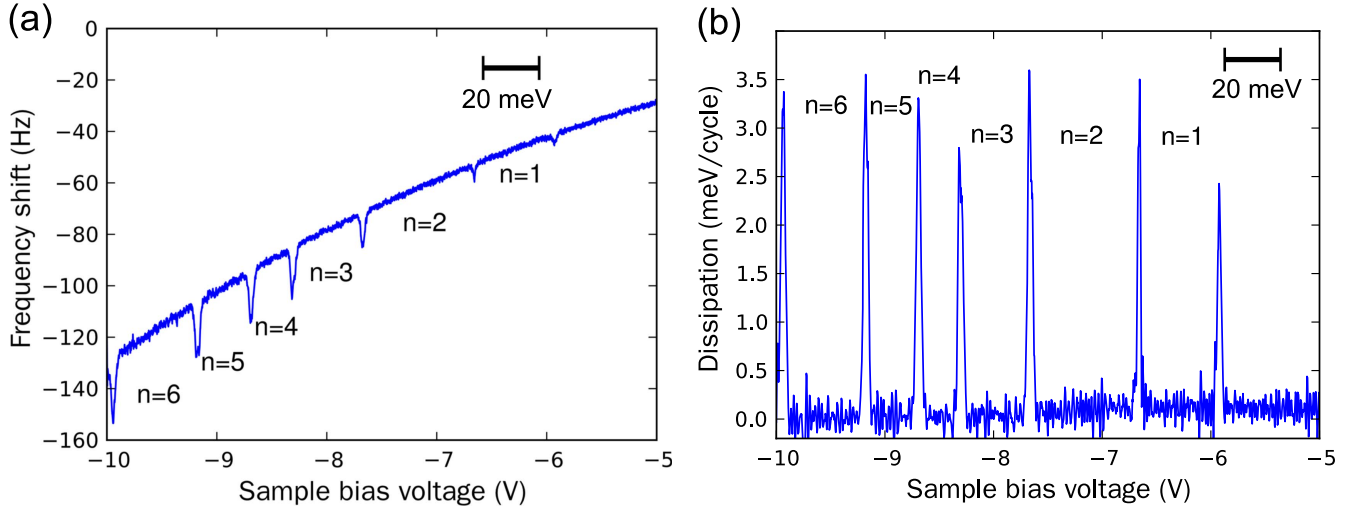 (a)
0
−20
−40
−60
−80
−100
−120
−140
−160
Frequency shift (Hz)
20 meV
n=1
n=2
n=3
n=4
n=5
n=6
−10
−9
−8
−7
−6
−5
Sample bias voltage (V)
(b)
3.5
3.0
2.5
2.0
1.5
1.0
0.5
0.0
Dissipation (meV/cycle)
20 meV
n=6
n=5
n=4
n=3
n=2
n=1
−10
−9
−8
−7
−6
−5
Sample bias voltage (V)